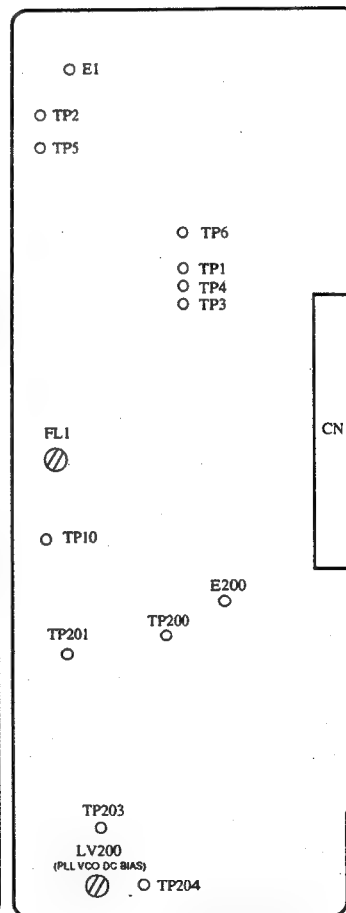 E1
TP2
TP5
TP6
TP1
TP4
TP3
CN
FL1
TP10
E200
TP200
TP201
TP203
LV200
(PLL VCO DC BIAS)
TP204